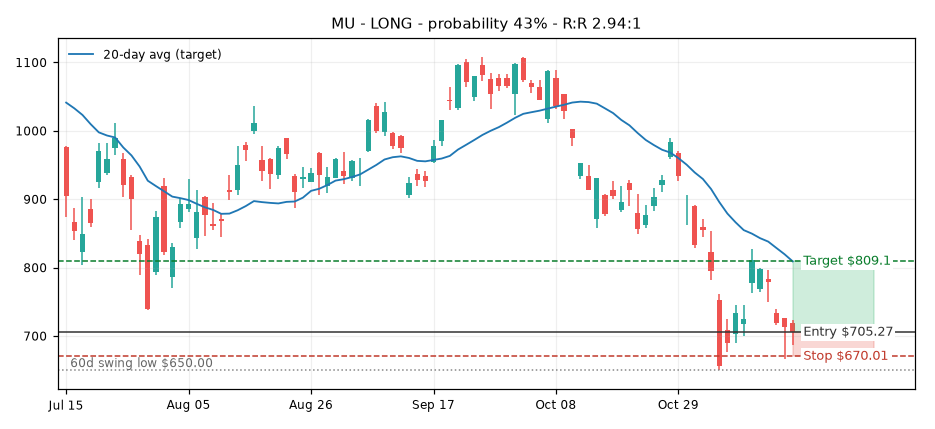 MU - LONG - probability 43% - R:R 2.94:1
20-day avg (target)
1100
1000
900
800
700
Target $809.1
Entry $705.27
Stop $670.01
60d swing low $650.00
Jul 15
Aug 05
Aug 26
Sep 17
Oct 08
Oct 29